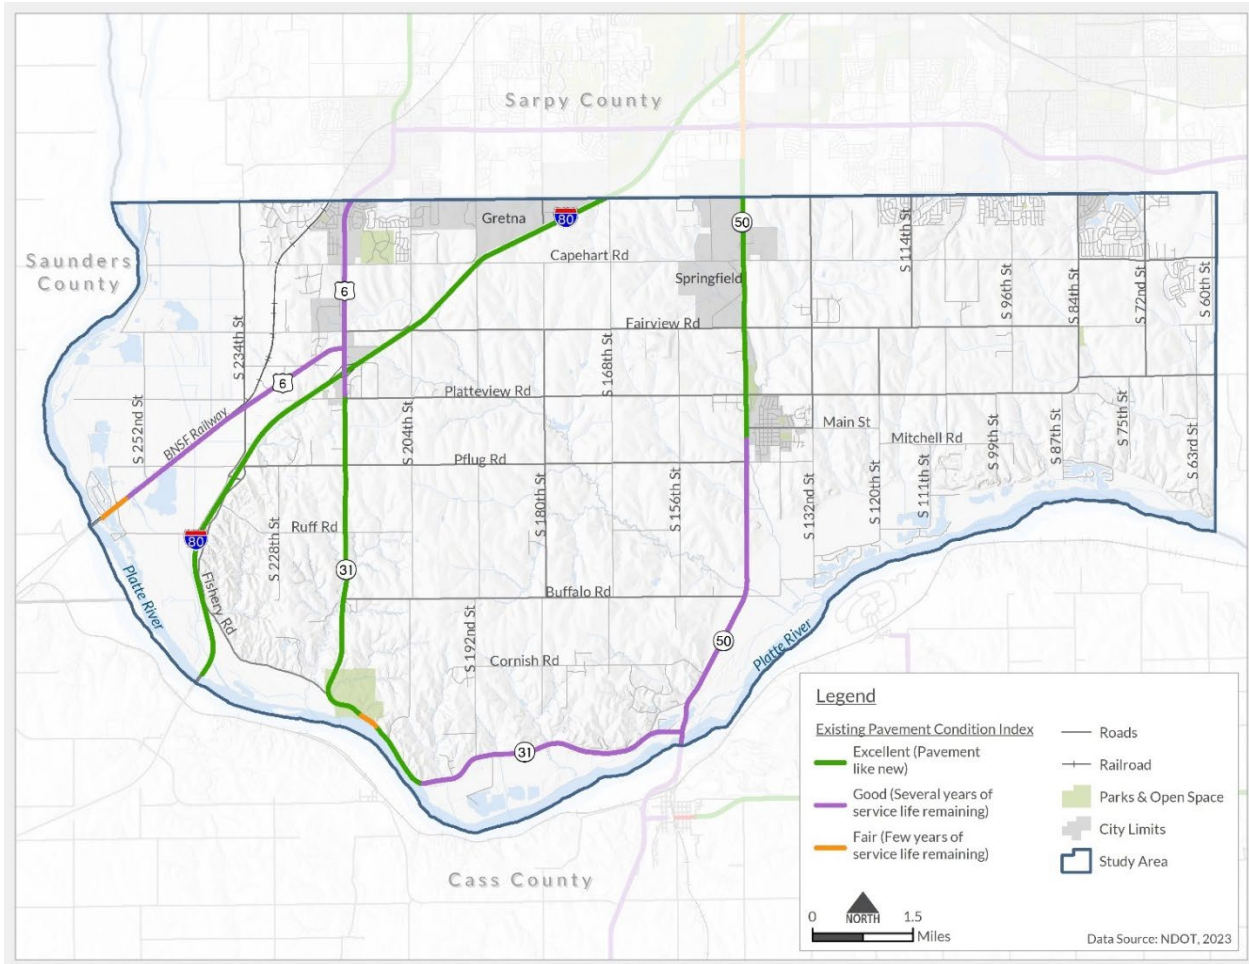 Sarpy County
Saunders
County
Gretna
80
50
S 114th St
Capehart Rd
Springfield
6
S 234th St
S 96th St
S 84th St
S 72nd St
S 60th St
Fairview Rd
S 168th St
6
Platteview Rd
S 252nd St
BNSF Railway
S 204th St
Main St
Mitchell Rd
S 99th St
S 87th St
S 75th St
S 63rd St
Pflug Rd
S 180th St
S 156th St
S 132nd St
S 120th St
S 111th St
Ruff Rd
S 228th St
80
31
Platte River
Fishery Rd
Buffalo Rd
S 192nd St
Cornish Rd
50
Platte River
31
Cass County
Legend
Existing Pavement Condition Index
Excellent (Pavement
like new)
Good (Several years of
service life remaining)
Fair (Few years of
service life remaining)
Roads
Railroad
Parks & Open Space
City Limits
Study Area
0 NORTH 1.5
Miles
Data Source: NDOT, 2023